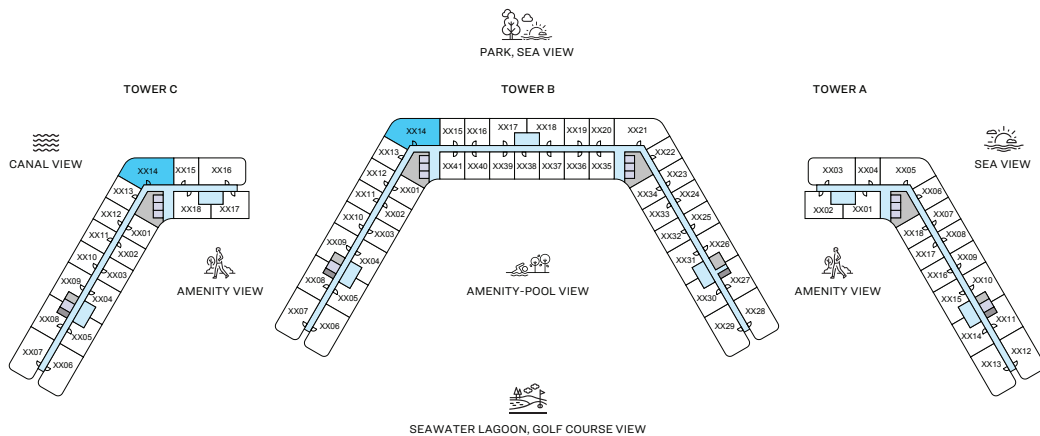 PARK, SEA VIEW
TOWER C
TOWER B
TOWER A
CANAL VIEW
SEA VIEW
XX14
XX15
XX16
XX13
XX12
XX11
XX10
XX09
XX08
XX07
XX06
XX05
XX04
XX03
XX02
XX01
XX18
XX17
AMENITY VIEW
XX14
XX15
XX16
XX17
XX18
XX19
XX20
XX21
XX13
XX12
XX11
XX10
XX09
XX08
XX07
XX06
XX05
XX04
XX03
XX02
XX01
XX41
XX40
XX39
XX38
XX37
XX36
XX35
XX22
XX23
XX24
XX25
XX26
XX27
XX28
XX29
XX30
XX31
XX32
XX33
XX34
AMENITY-POOL VIEW
XX03
XX04
XX05
XX06
XX07
XX08
XX09
XX10
XX11
XX12
XX13
XX14
XX15
XX16
XX17
XX18
XX02
XX01
AMENITY VIEW
SEAWATER LAGOON, GOLF COURSE VIEW